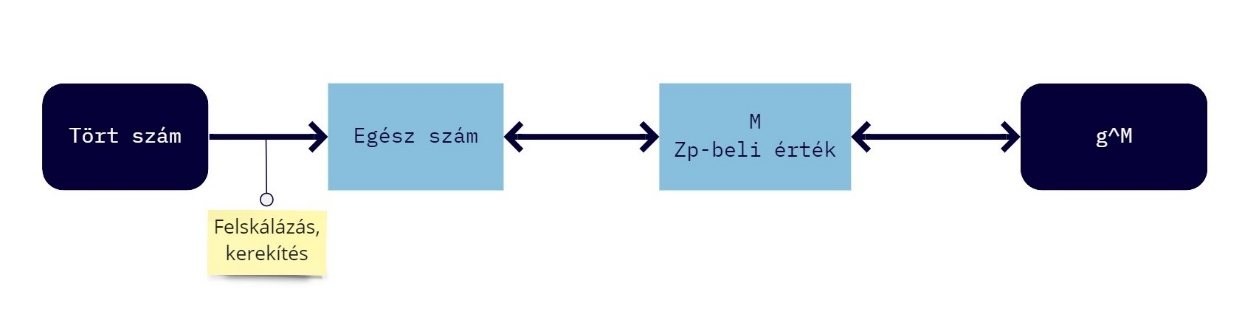 Tört szám
Egész szám
M
Zp-beli érték
g^M
Felskálázás,
kerekítés